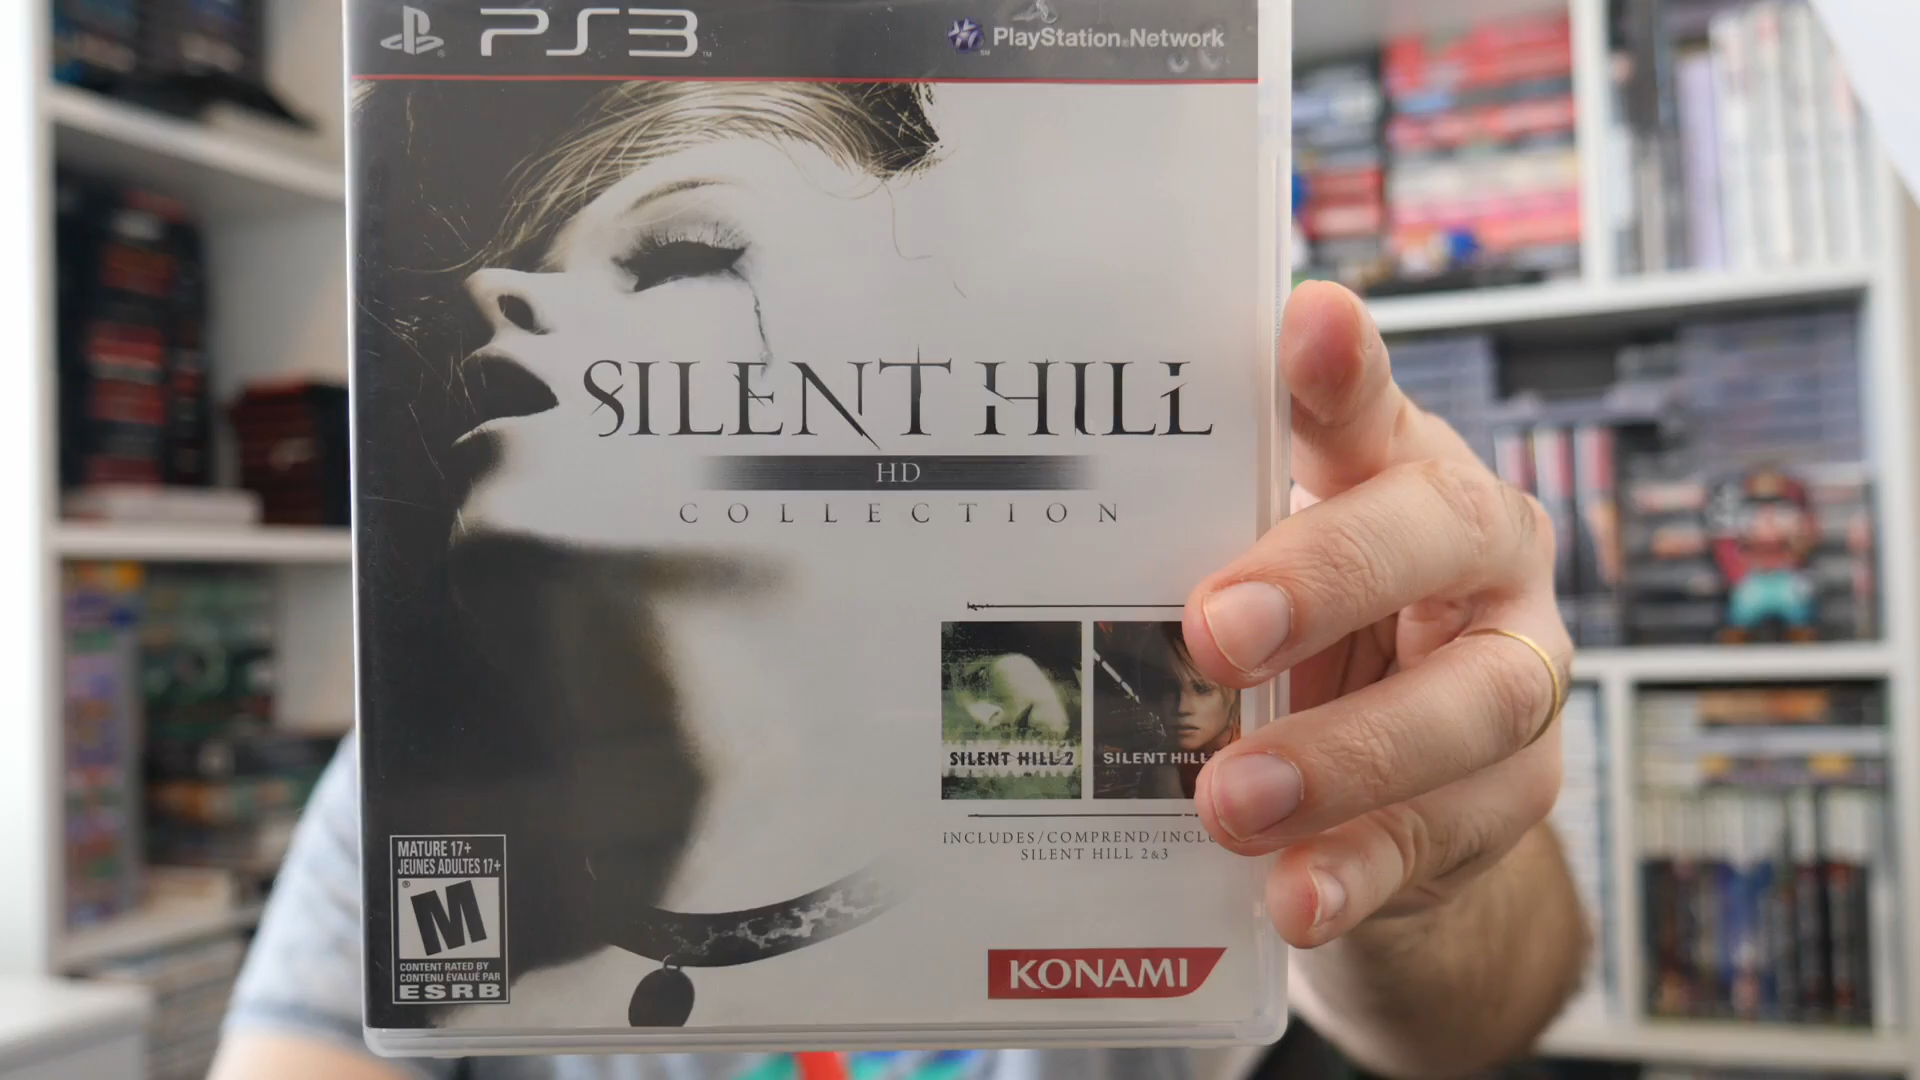 PS3
PlayStation Network
SILENT HILL
HD
COLLECTION
SILENT HILL 2
SILENT HILL
INCLUDES/COMPREND/INCLU
SILENT HILL 2&3
MATURE 17+
JEUNES ADULTES 17+
M
CONTENT RATED BY
CONTENU ÉVALUÉ PAR
ESRB
KONAMI